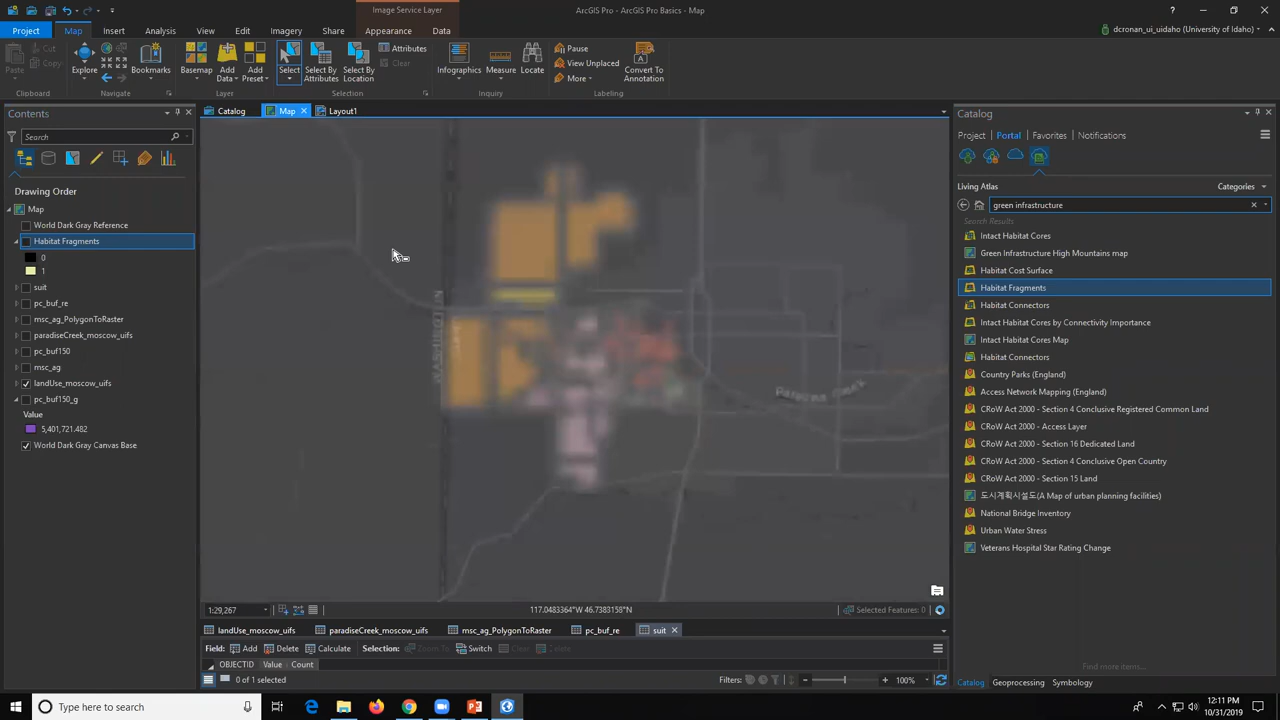 Image Service Layer
ArcGIS Pro - ArcGIS Pro Basics - Map
Project Map Insert Analysis View Edit Imagery Share Appearance Data
dcronan_ui_uidaho (University of Idaho)
Paste
Cut
Copy
Explore
Bookmarks
Basemap
Add Data
Add Preset
Select
Select By Attributes
Select By Location
Attributes
Clear
Infographics
Measure
Locate
Pause
View Unplaced
More
Convert To Annotation
Clipboard Navigate Layer Selection Inquiry Labeling
Contents
Search
Drawing Order
Map
World Dark Gray Reference
Habitat Fragments
0
1
suit
pc_buf_re
msc_ag_PolygonToRaster
paradiseCreek_moscow_uifs
pc_buf150
msc_ag
landUse_moscow_uifs
pc_buf150_g
Value
5,401,721.482
World Dark Gray Canvas Base
Catalog Map Layout1
1:29,267
117.0483364°W 46.7383158°N
Selected Features: 0
landUse_moscow_uifs paradiseCreek_moscow_uifs msc_ag_PolygonToRaster pc_buf_re suit
Field: Add Delete Calculate Selection: Zoom To Switch Clear Delete
OBJECTID Value Count
0 of 1 selected
Filters:
100%
Catalog
Project Portal Favorites Notifications
Living Atlas
Categories
green infrastructure
Search Results
Intact Habitat Cores
Green Infrastructure High Mountains map
Habitat Cost Surface
Habitat Fragments
Habitat Connectors
Intact Habitat Cores by Connectivity Importance
Intact Habitat Cores Map
Habitat Connectors
Country Parks (England)
Access Network Mapping (England)
CRoW Act 2000 - Section 4 Conclusive Registered Common Land
CRoW Act 2000 - Access Layer
CRoW Act 2000 - Section 16 Dedicated Land
CRoW Act 2000 - Section 4 Conclusive Open Country
CRoW Act 2000 - Section 15 Land
도시계획시설도(A Map of urban planning facilities)
National Bridge Inventory
Urban Water Stress
Veterans Hospital Star Rating Change
Find more items...
Catalog Geoprocessing Symbology
Type here to search
12:11 PM
10/31/2019